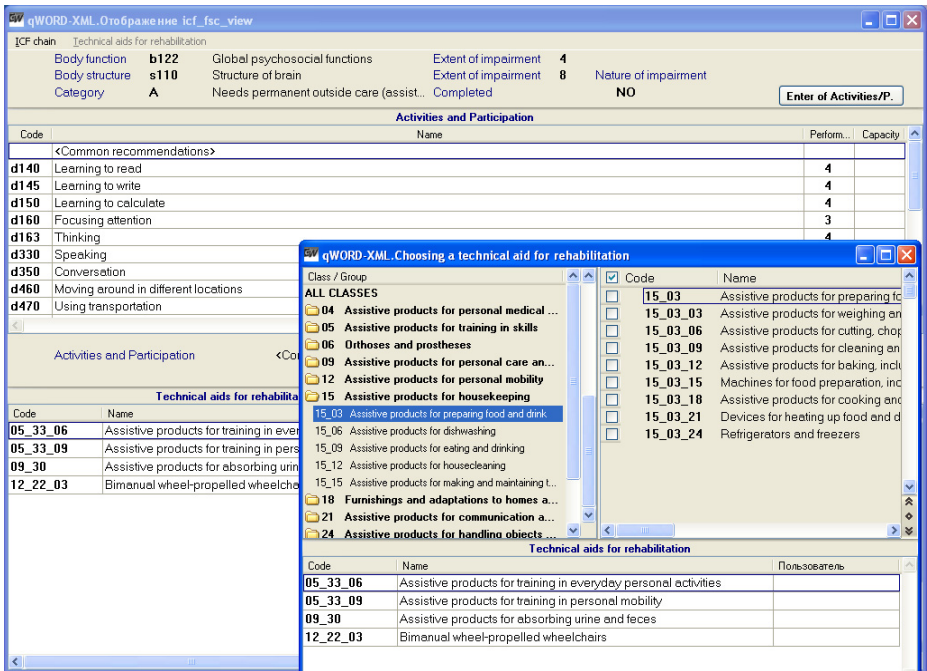 qWORD-XML.Отображение icf_fsc_view
ICF chain Technical aids for rehabilitation
Body function b122 Global psychosocial functions Extent of impairment 4
Body structure s110 Structure of brain Extent of impairment 8 Nature of impairment
Category A Needs permanent outside care (assist... Completed NO Enter of Activities/P.
Activities and Participation
Code Name Perform... Capacity
<Common recommendations>
d140 Learning to read 4
d145 Learning to write 4
d150 Learning to calculate 4
d160 Focusing attention 3
d163 Thinking 4
d330 Speaking
d350 Conversation
d460 Moving around in different locations
d470 Using transportation
Activities and Participation <Co
Technical aids for rehabilita
Code Name
05_33_06 Assistive products for training in ever
05_33_09 Assistive products for training in pers
09_30 Assistive products for absorbing urin
12_22_03 Bimanual wheel-propelled wheelcha
qWORD-XML.Choosing a technical aid for rehabilitation
Class / Group
ALL CLASSES
04 Assistive products for personal medical ...
05 Assistive products for training in skills
06 Orthoses and prostheses
09 Assistive products for personal care an...
12 Assistive products for personal mobility
15 Assistive products for housekeeping
15_03 Assistive products for preparing food and drink
15_06 Assistive products for dishwashing
15_09 Assistive products for eating and drinking
15_12 Assistive products for housecleaning
15_15 Assistive products for making and maintaining t...
18 Furnishings and adaptations to homes a...
21 Assistive products for communication a...
24 Assistive products for handling objects ...
Code Name
15_03 Assistive products for preparing fo
15_03_03 Assistive products for weighing an
15_03_06 Assistive products for cutting, chop
15_03_09 Assistive products for cleaning an
15_03_12 Assistive products for baking, inclu
15_03_15 Machines for food preparation, inc
15_03_18 Assistive products for cooking and
15_03_21 Devices for heating up food and d
15_03_24 Refrigerators and freezers
Technical aids for rehabilitation
Code Name Пользователь
05_33_06 Assistive products for training in everyday personal activities
05_33_09 Assistive products for training in personal mobility
09_30 Assistive products for absorbing urine and feces
12_22_03 Bimanual wheel-propelled wheelchairs